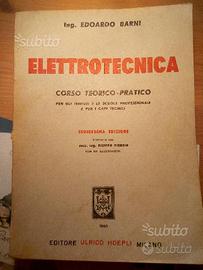 subito
Ing. EDOARDO BARNI
ELETTROTECNICA
CORSO TEORICO-PRATICO
PER GLI ISTITUTI E LE SCUOLE PROFESSIONALI
E PER I CAPI TECNICI
EDIZIONE
EDITORE ULRICO HOEPLI MILANO
subito
subito